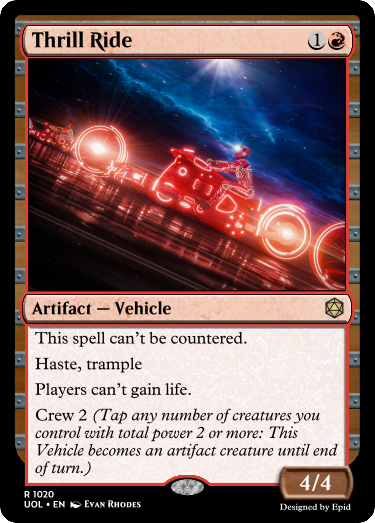 Thrill Ride 1
Artifact — Vehicle
This spell can't be countered.
Haste, trample
Players can't gain life.
Crew 2 (Tap any number of creatures you
control with total power 2 or more: This
Vehicle becomes an artifact creature until end
of turn.)
4/4
R 1020
UOL • EN Evan Rhodes
Designed by Epid